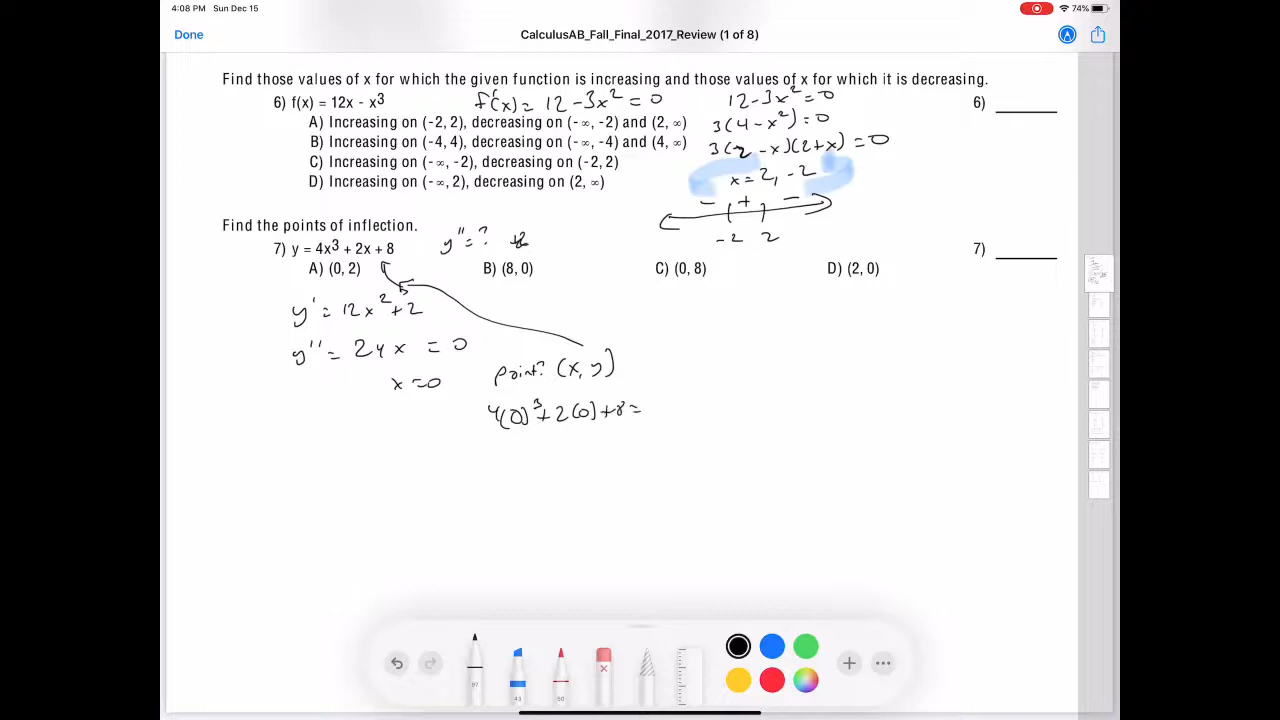 4:08 PM Sun Dec 15
74%
Done
CalculusAB_Fall_Final_2017_Review (1 of 8)
Find those values of x for which the given function is increasing and those values of x for which it is decreasing.
6) f(x) = 12x - x³
f'(x) = 12 - 3x² = 0
12 - 3x² = 0
6)
A) Increasing on (-2, 2), decreasing on (-∞, -2) and (2, ∞)
3(4 - x²) = 0
B) Increasing on (-4, 4), decreasing on (-∞, -4) and (4, ∞)
3(2 - x)(2 + x) = 0
C) Increasing on (-∞, -2), decreasing on (-2, 2)
x = 2, -2
D) Increasing on (-∞, 2), decreasing on (2, ∞)
- + -
-2 2
Find the points of inflection.
7) y = 4x³ + 2x + 8
y'' = ?
7)
A) (0, 2) B) (8, 0) C) (0, 8) D) (2, 0)
y' = 12x² + 2
y'' = 24x = 0
x = 0
point? (x, y)
4(0)³ + 2(0) + 8 =
97
43
50